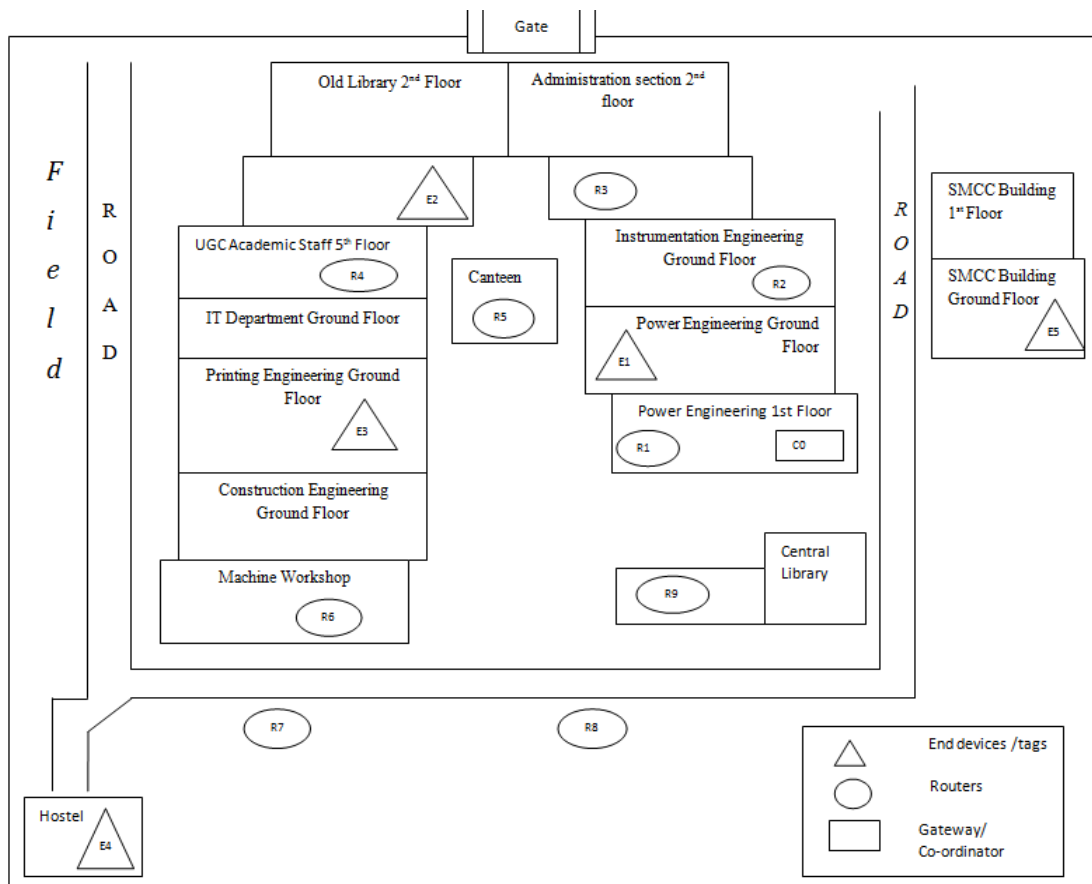 Gate
Old Library 2nd Floor
Administration section 2nd
floor
F
i
e
l
d
R
O
A
D
E2
R3
R
O
A
D
SMCC Building
1st Floor
UGC Academic Staff 5th Floor
R4
Canteen
R5
Instrumentation Engineering
Ground Floor
R2
SMCC Building
Ground Floor
E5
IT Department Ground Floor
Power Engineering Ground
Floor
E1
Printing Engineering Ground
Floor
E3
Power Engineering 1st Floor
R1
C0
Construction Engineering
Ground Floor
Central
Library
Machine Workshop
R6
R9
R7
R8
End devices /tags
Routers
Gateway/
Co-ordinator
Hostel
E4